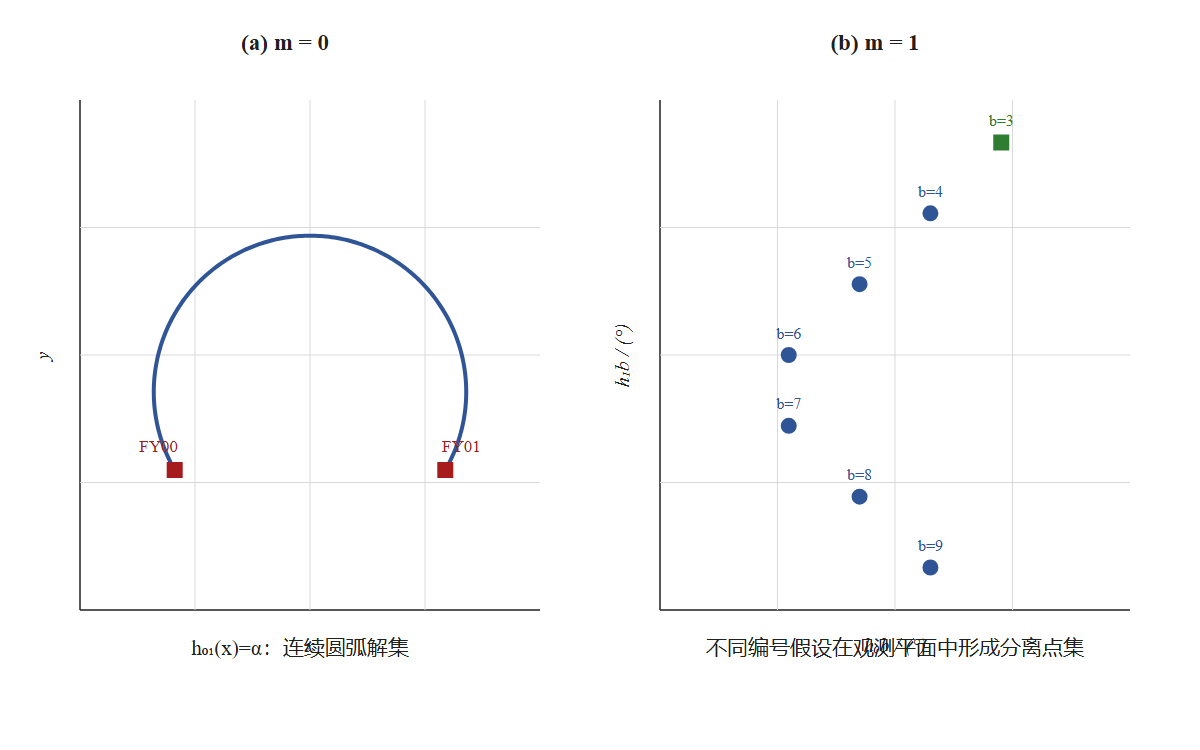 (a) m = 0
(b) m = 1
y
FY00
FY01
h₀₁(x)=α：连续圆弧解集
h₁b / (°)
b=3
b=4
b=5
b=6
b=7
b=8
b=9
不同编号假设在观测平面中形成分离点集